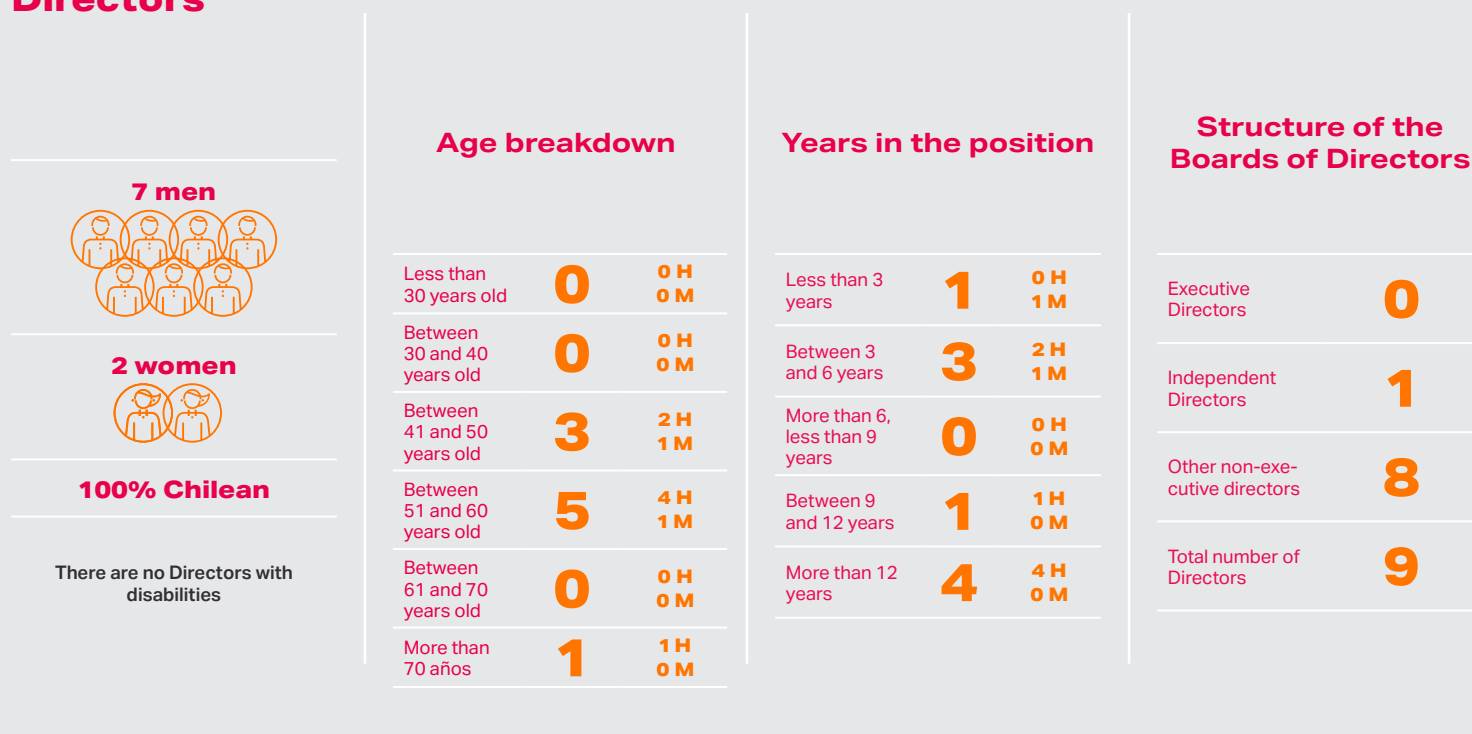 Directors
7 men
2 women
100% Chilean
There are no Directors with
disabilities
Age breakdown
Less than
30 years old
0
0 H
0 M
Between
30 and 40
years old
0
0 H
0 M
Between
41 and 50
years old
3
2 H
1 M
Between
51 and 60
years old
5
4 H
1 M
Between
61 and 70
years old
0
0 H
0 M
More than
70 años
1
1 H
0 M
Years in the position
Less than 3
years
1
0 H
1 M
Between 3
and 6 years
3
2 H
1 M
More than 6,
less than 9
years
0
0 H
0 M
Between 9
and 12 years
1
1 H
0 M
More than 12
years
4
4 H
0 M
Structure of the
Boards of Directors
Executive
Directors
0
Independent
Directors
1
Other non-exe-
cutive directors
8
Total number of
Directors
9